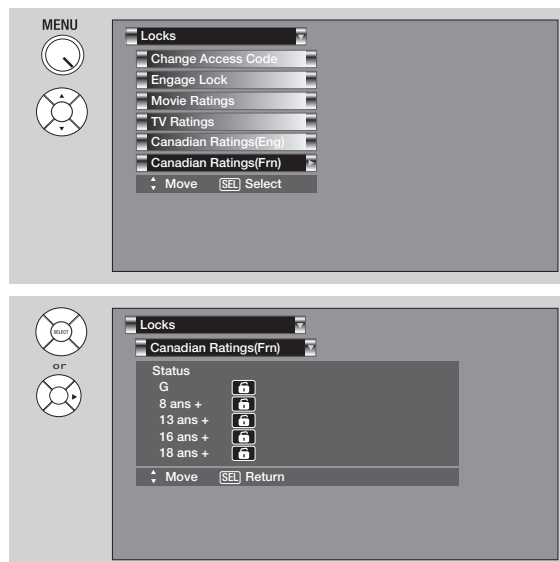 MENU
Locks
Change Access Code
Engage Lock
Movie Ratings
TV Ratings
Canadian Ratings(Eng)
Canadian Ratings(Frn)
Move SEL Select
SELECT
or
Locks
Canadian Ratings(Frn)
Status
G
8 ans +
13 ans +
16 ans +
18 ans +
Move SEL Return